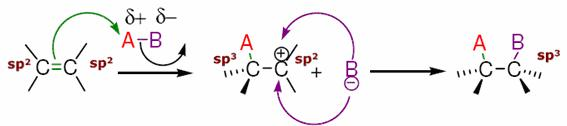 δ+ δ−
A–B
sp² C=C sp²
A
sp³ C–C ⊕ sp² + B ⊖
A B
C–C sp³